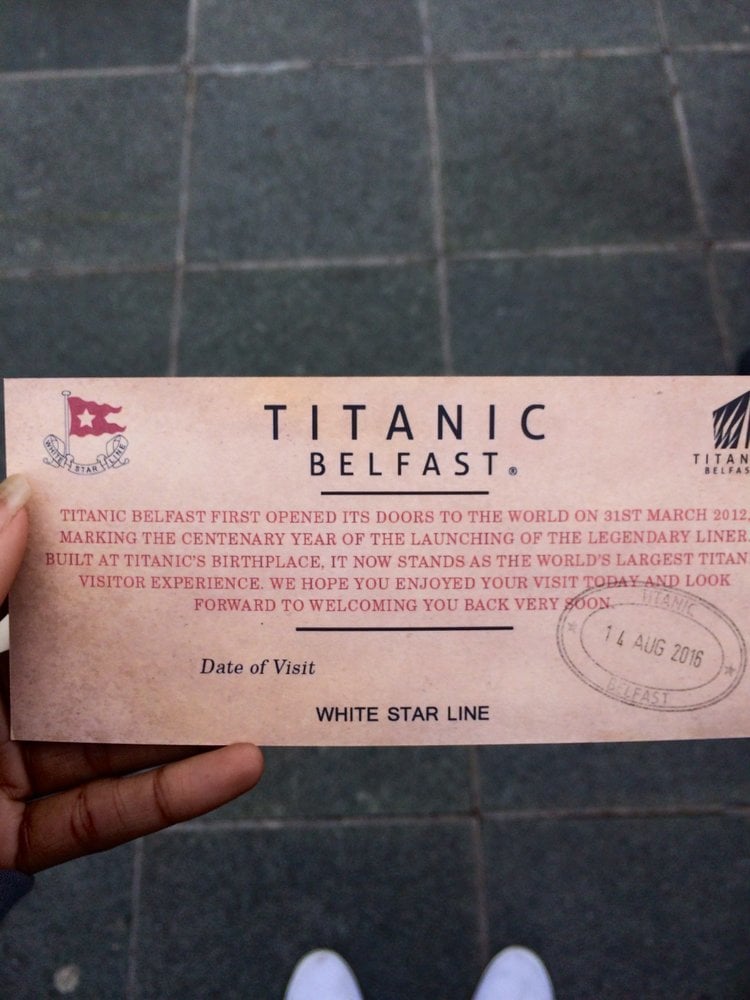 TITANIC
BELFAST®
WHITE STAR LINE
TITAN
BELFAS
TITANIC BELFAST FIRST OPENED ITS DOORS TO THE WORLD ON 31ST MARCH 2012,
MARKING THE CENTENARY YEAR OF THE LAUNCHING OF THE LEGENDARY LINER.
BUILT AT TITANIC'S BIRTHPLACE, IT NOW STANDS AS THE WORLD'S LARGEST TITAN
VISITOR EXPERIENCE. WE HOPE YOU ENJOYED YOUR VISIT TODAY AND LOOK
FORWARD TO WELCOMING YOU BACK VERY SOON.
TITANIC
14 AUG 2016
BELFAST
Date of Visit
WHITE STAR LINE